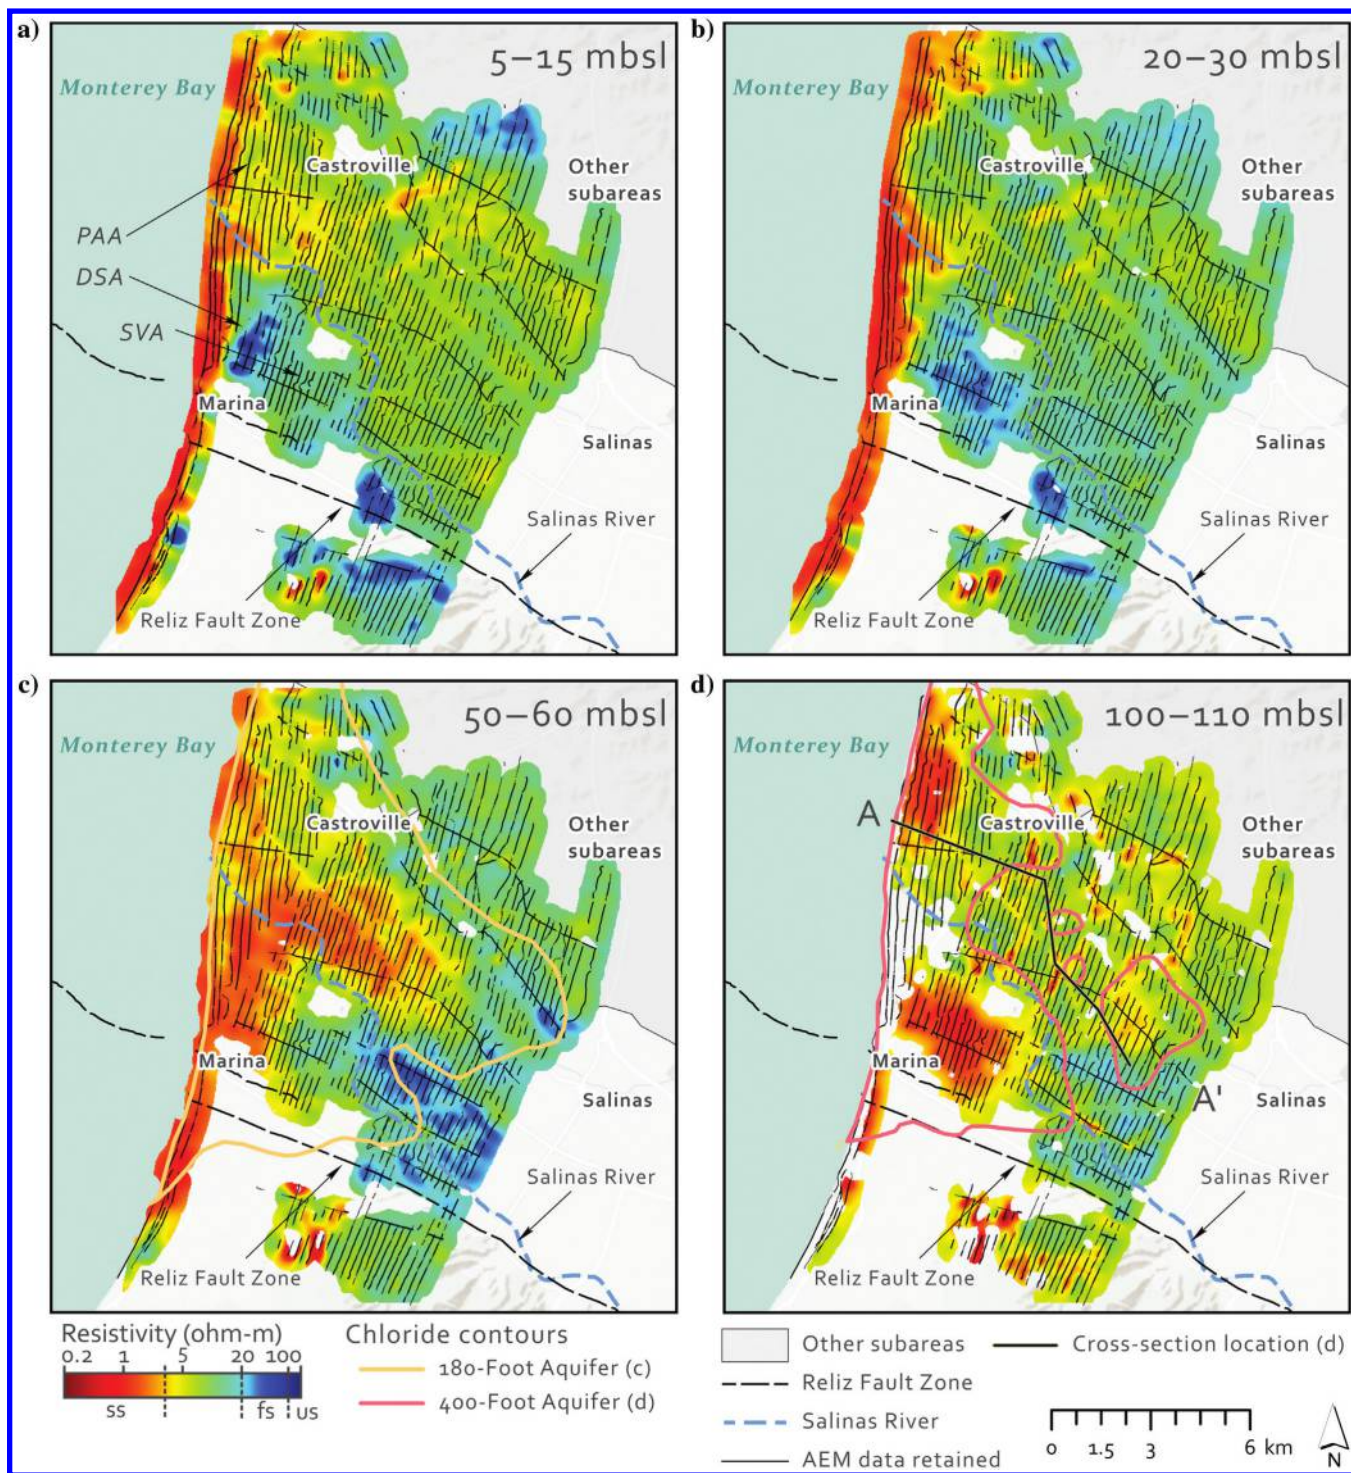 a)
5–15 mbsl
Monterey Bay
Castroville
Other
subareas
PAA
DSA
SVA
Marina
Salinas
Salinas River
Reliz Fault Zone
b)
20–30 mbsl
Monterey Bay
Castroville
Other
subareas
Marina
Salinas
Salinas River
Reliz Fault Zone
c)
50–60 mbsl
Monterey Bay
Castroville
Other
subareas
Marina
Salinas
Salinas River
Reliz Fault Zone
d)
100–110 mbsl
Monterey Bay
A
Castroville
Other
subareas
Marina
A'
Salinas
Salinas River
Reliz Fault Zone
Resistivity (ohm-m)
0.2 1 5 20 100
ss fs us
Chloride contours
180-Foot Aquifer (c)
400-Foot Aquifer (d)
Other subareas
Cross-section location (d)
Reliz Fault Zone
Salinas River
AEM data retained
0 1.5 3 6 km
N